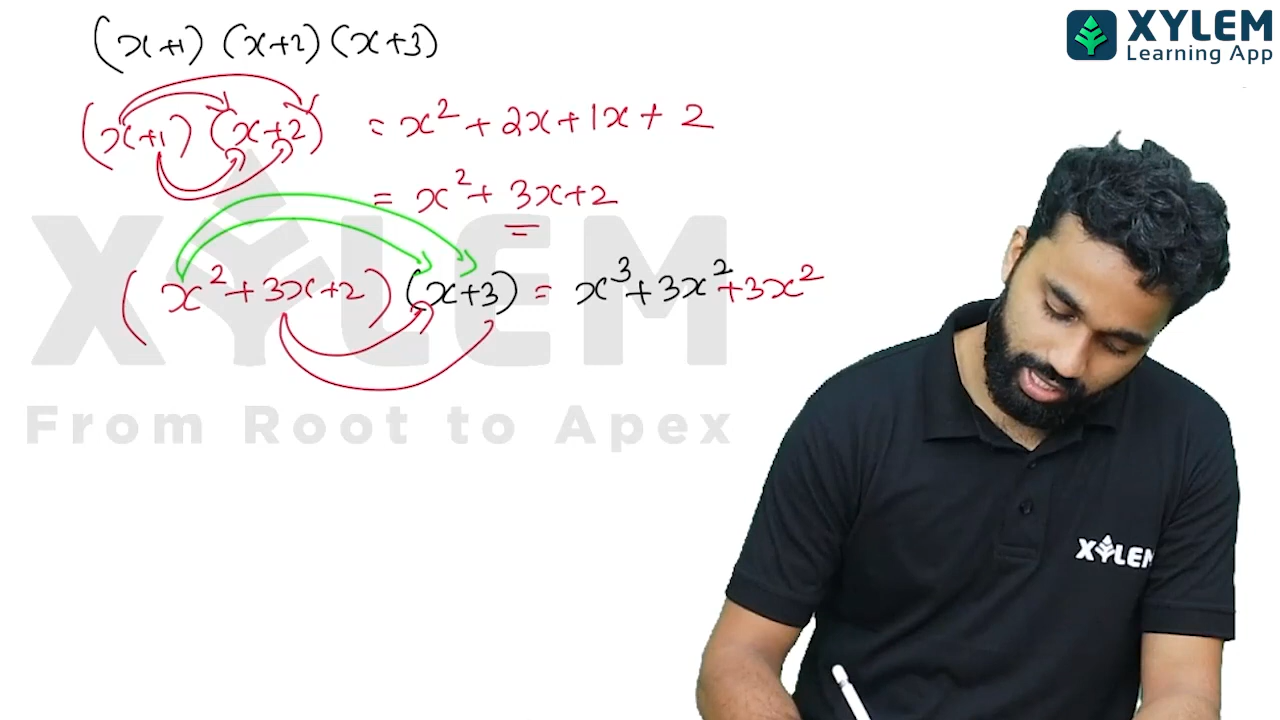 XYLEM
Learning App
(x+1) (x+2) (x+3)
(x+1) (x+2) = x² + 2x + 1x + 2
= x² + 3x + 2
(x² + 3x + 2) (x+3) = x³ + 3x² + 3x²
XYLEM
From Root to Apex
XYLEM